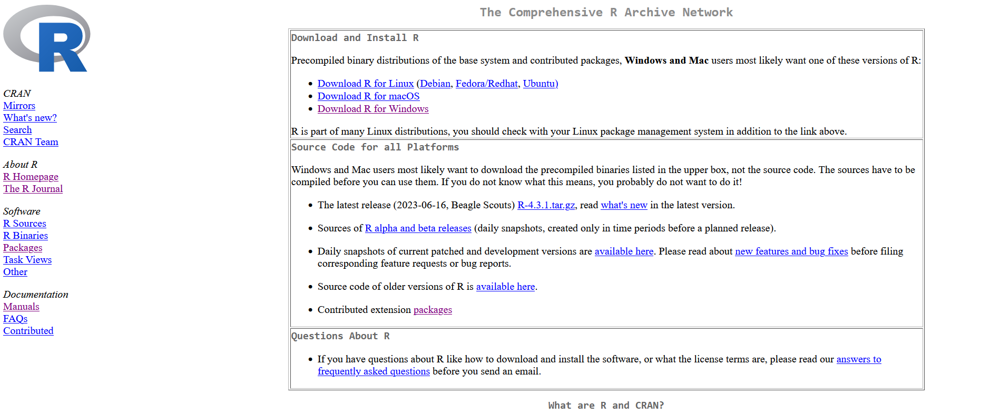 R
CRAN
Mirrors
What's new?
Search
CRAN Team
About R
R Homepage
The R Journal
Software
R Sources
R Binaries
Packages
Task Views
Other
Documentation
Manuals
FAQs
Contributed
The Comprehensive R Archive Network
Download and Install R
Precompiled binary distributions of the base system and contributed packages, Windows and Mac users most likely want one of these versions of R:
• Download R for Linux (Debian, Fedora/Redhat, Ubuntu)
• Download R for macOS
• Download R for Windows
R is part of many Linux distributions, you should check with your Linux package management system in addition to the link above.
Source Code for all Platforms
Windows and Mac users most likely want to download the precompiled binaries listed in the upper box, not the source code. The sources have to be
compiled before you can use them. If you do not know what this means, you probably do not want to do it!
• The latest release (2023-06-16, Beagle Scouts) R-4.3.1.tar.gz, read what's new in the latest version.
• Sources of R alpha and beta releases (daily snapshots, created only in time periods before a planned release).
• Daily snapshots of current patched and development versions are available here. Please read about new features and bug fixes before filing
corresponding feature requests or bug reports.
• Source code of older versions of R is available here.
• Contributed extension packages
Questions About R
• If you have questions about R like how to download and install the software, or what the license terms are, please read our answers to
frequently asked questions before you send an email.
What are R and CRAN?